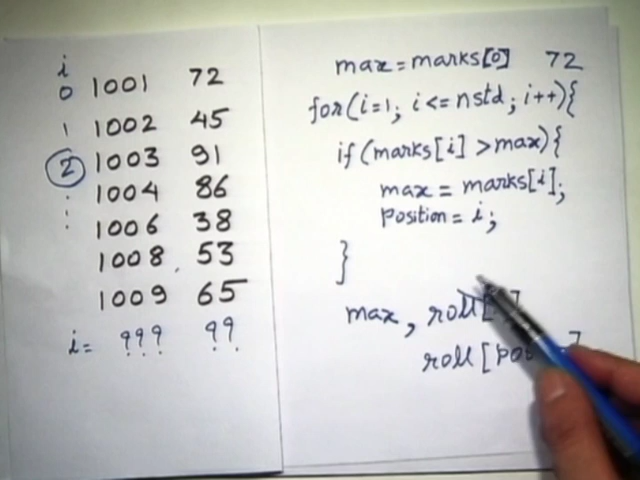 i
0 1001 72
1 1002 45
2 1003 91
1004 86
1006 38
1008 53
1009 65
i= ??? ??
max=marks[0] 72
for(i=1; i<=nstd; i++){
if(marks[i] >max){
max = marks[i];
position = i;
}
max, roll[ ]
roll[po